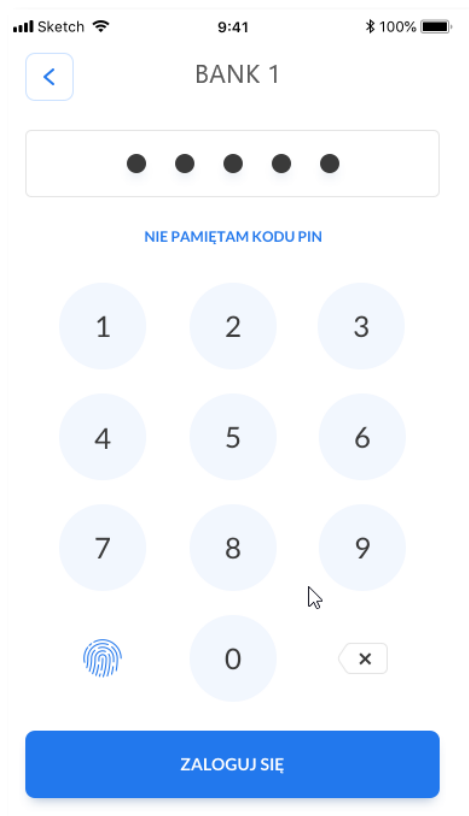 Sketch 9:41 100%
BANK 1
NIE PAMIĘTAM KODU PIN
1 2 3
4 5 6
7 8 9
0
ZALOGUJ SIĘ